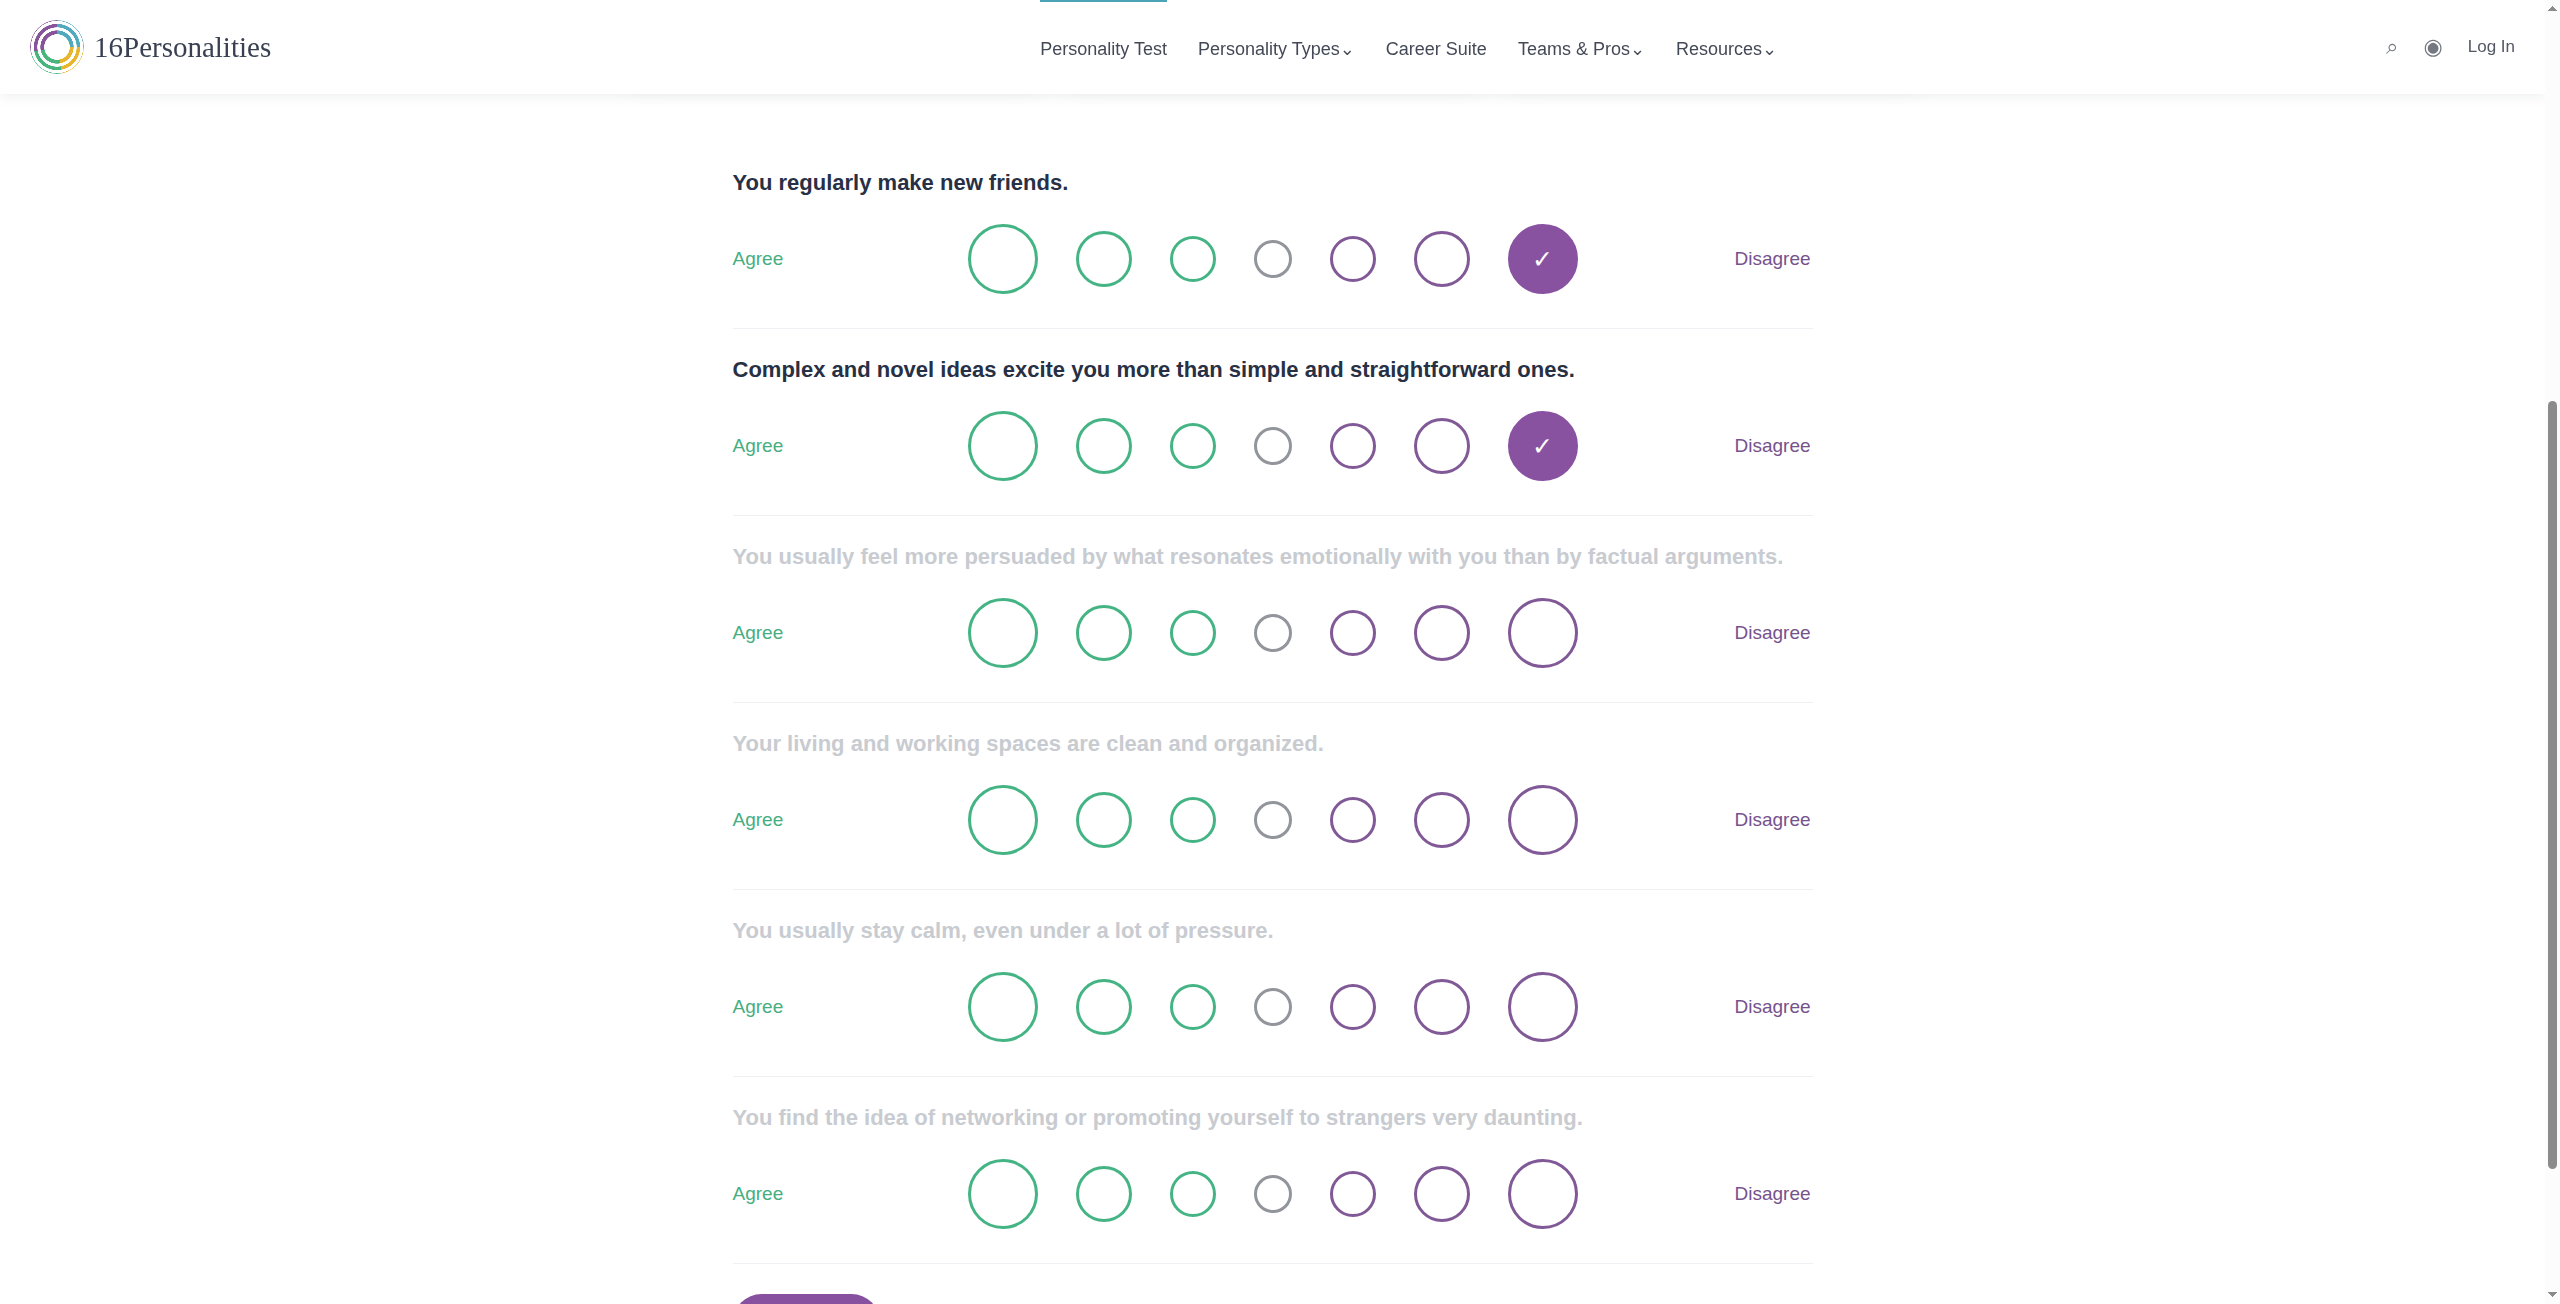 16Personalities
Personality Test Personality Types Career Suite Teams & Pros Resources
Log In
You regularly make new friends.
Agree ✓ Disagree
Complex and novel ideas excite you more than simple and straightforward ones.
Agree ✓ Disagree
You usually feel more persuaded by what resonates emotionally with you than by factual arguments.
Agree Disagree
Your living and working spaces are clean and organized.
Agree Disagree
You usually stay calm, even under a lot of pressure.
Agree Disagree
You find the idea of networking or promoting yourself to strangers very daunting.
Agree Disagree